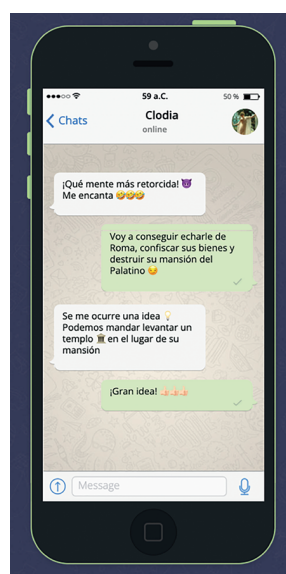 59 a.C.
50 %
Chats
Clodia
online
¡Qué mente más retorcida! 😈
Me encanta 🤣🤣🤣
Voy a conseguir echarle de
Roma, confiscar sus bienes y
destruir su mansión del
Palatino 😏
Se me ocurre una idea 💡
Podemos mandar levantar un
templo 🏛 en el lugar de su
mansión
¡Gran idea! 👏🏻👏🏻👏🏻
Message